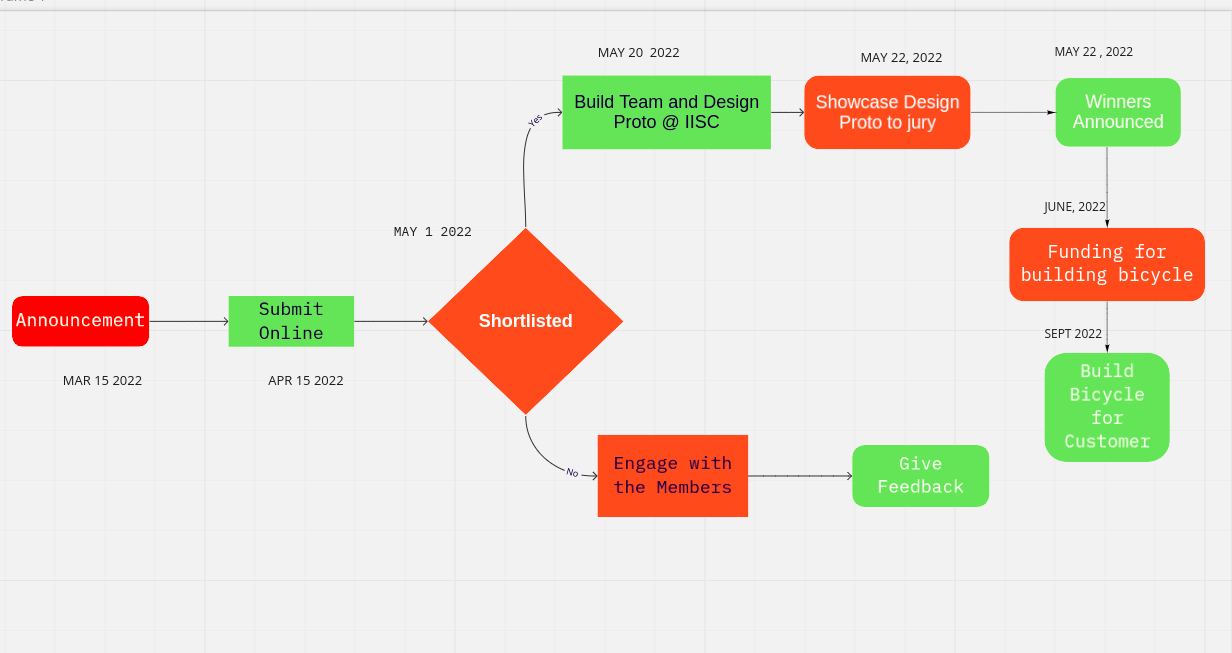 MAY 20 2022
MAY 22, 2022
MAY 22 , 2022
Build Team and Design
Proto @ IISC
Showcase Design
Proto to jury
Winners
Announced
Yes
JUNE, 2022
MAY 1 2022
Funding for
building bicycle
Announcement
Submit
Online
Shortlisted
SEPT 2022
MAR 15 2022
APR 15 2022
Build
Bicycle
for
Customer
No
Engage with
the Members
Give
Feedback